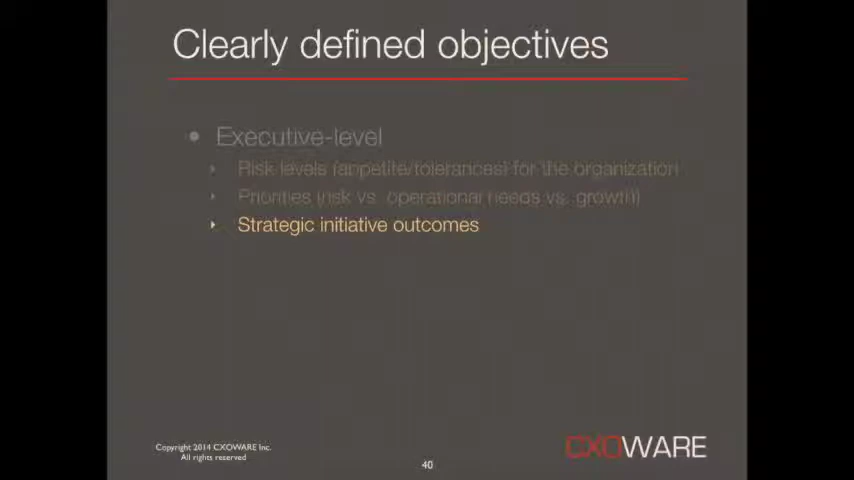 Clearly defined objectives
Executive-level
Risk levels (appetite/tolerances) for the organization
Priorities (risk vs. operational needs vs. growth)
Strategic initiative outcomes
Copyright 2014 CXOWARE Inc.
All rights reserved
40
CXOWARE